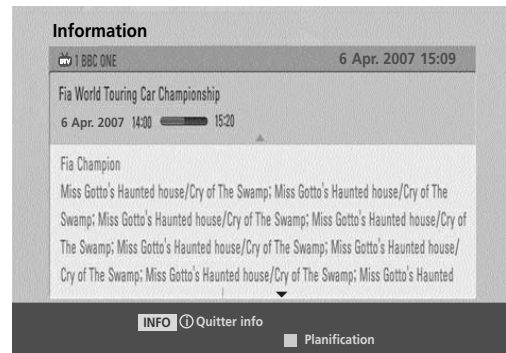 Information
DTV 1 BBC ONE 6 Apr. 2007 15:09
Fia World Touring Car Championship
6 Apr. 2007 14:00 15:20
Fia Champion
Miss Gotto's Haunted house/Cry of The Swamp; Miss Gotto's Haunted house/Cry of The
Swamp; Miss Gotto's Haunted house/Cry of The Swamp; Miss Gotto's Haunted house/Cry of
The Swamp; Miss Gotto's Haunted house/Cry of The Swamp; Miss Gotto's Haunted house/
Cry of The Swamp; Miss Gotto's Haunted house/Cry of The Swamp; Miss Gotto's Haunted
INFO i Quitter info
Planification